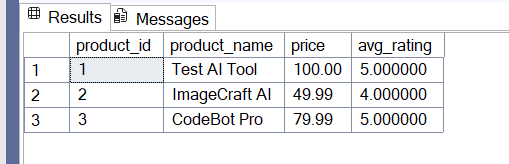 Results Messages
product_id product_name price avg_rating
1 1 Test AI Tool 100.00 5.000000
2 2 ImageCraft AI 49.99 4.000000
3 3 CodeBot Pro 79.99 5.000000